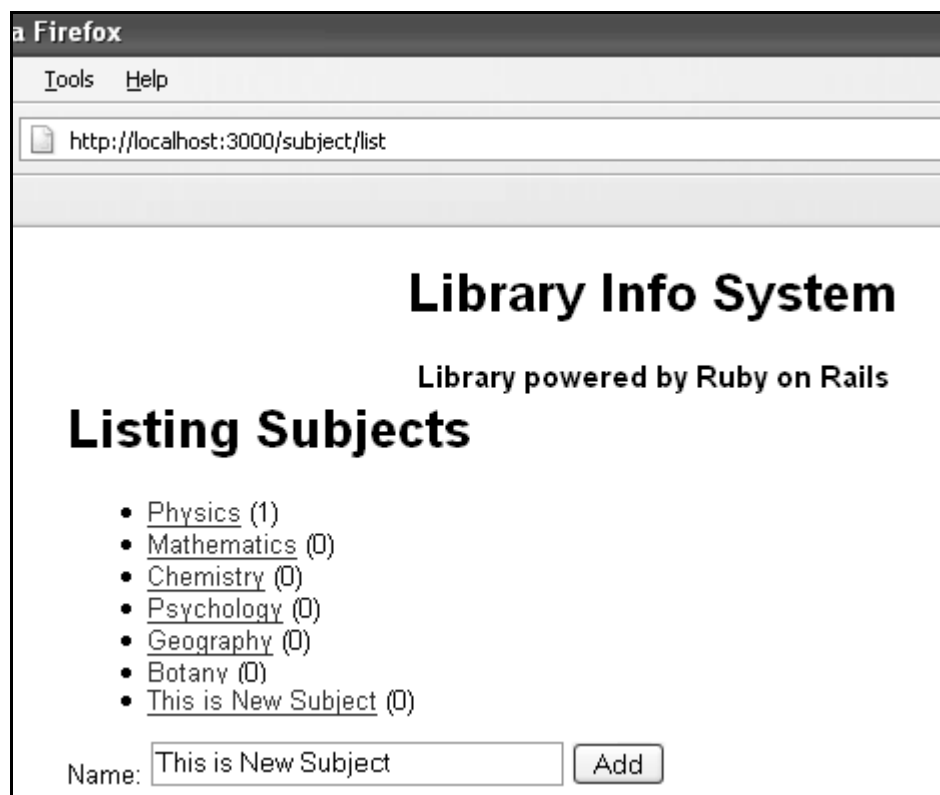 a Firefox
Tools Help
http://localhost:3000/subject/list
Library Info System
Library powered by Ruby on Rails
Listing Subjects
• Physics (1)
• Mathematics (0)
• Chemistry (0)
• Psychology (0)
• Geography (0)
• Botany (0)
• This is New Subject (0)
Name: This is New Subject Add